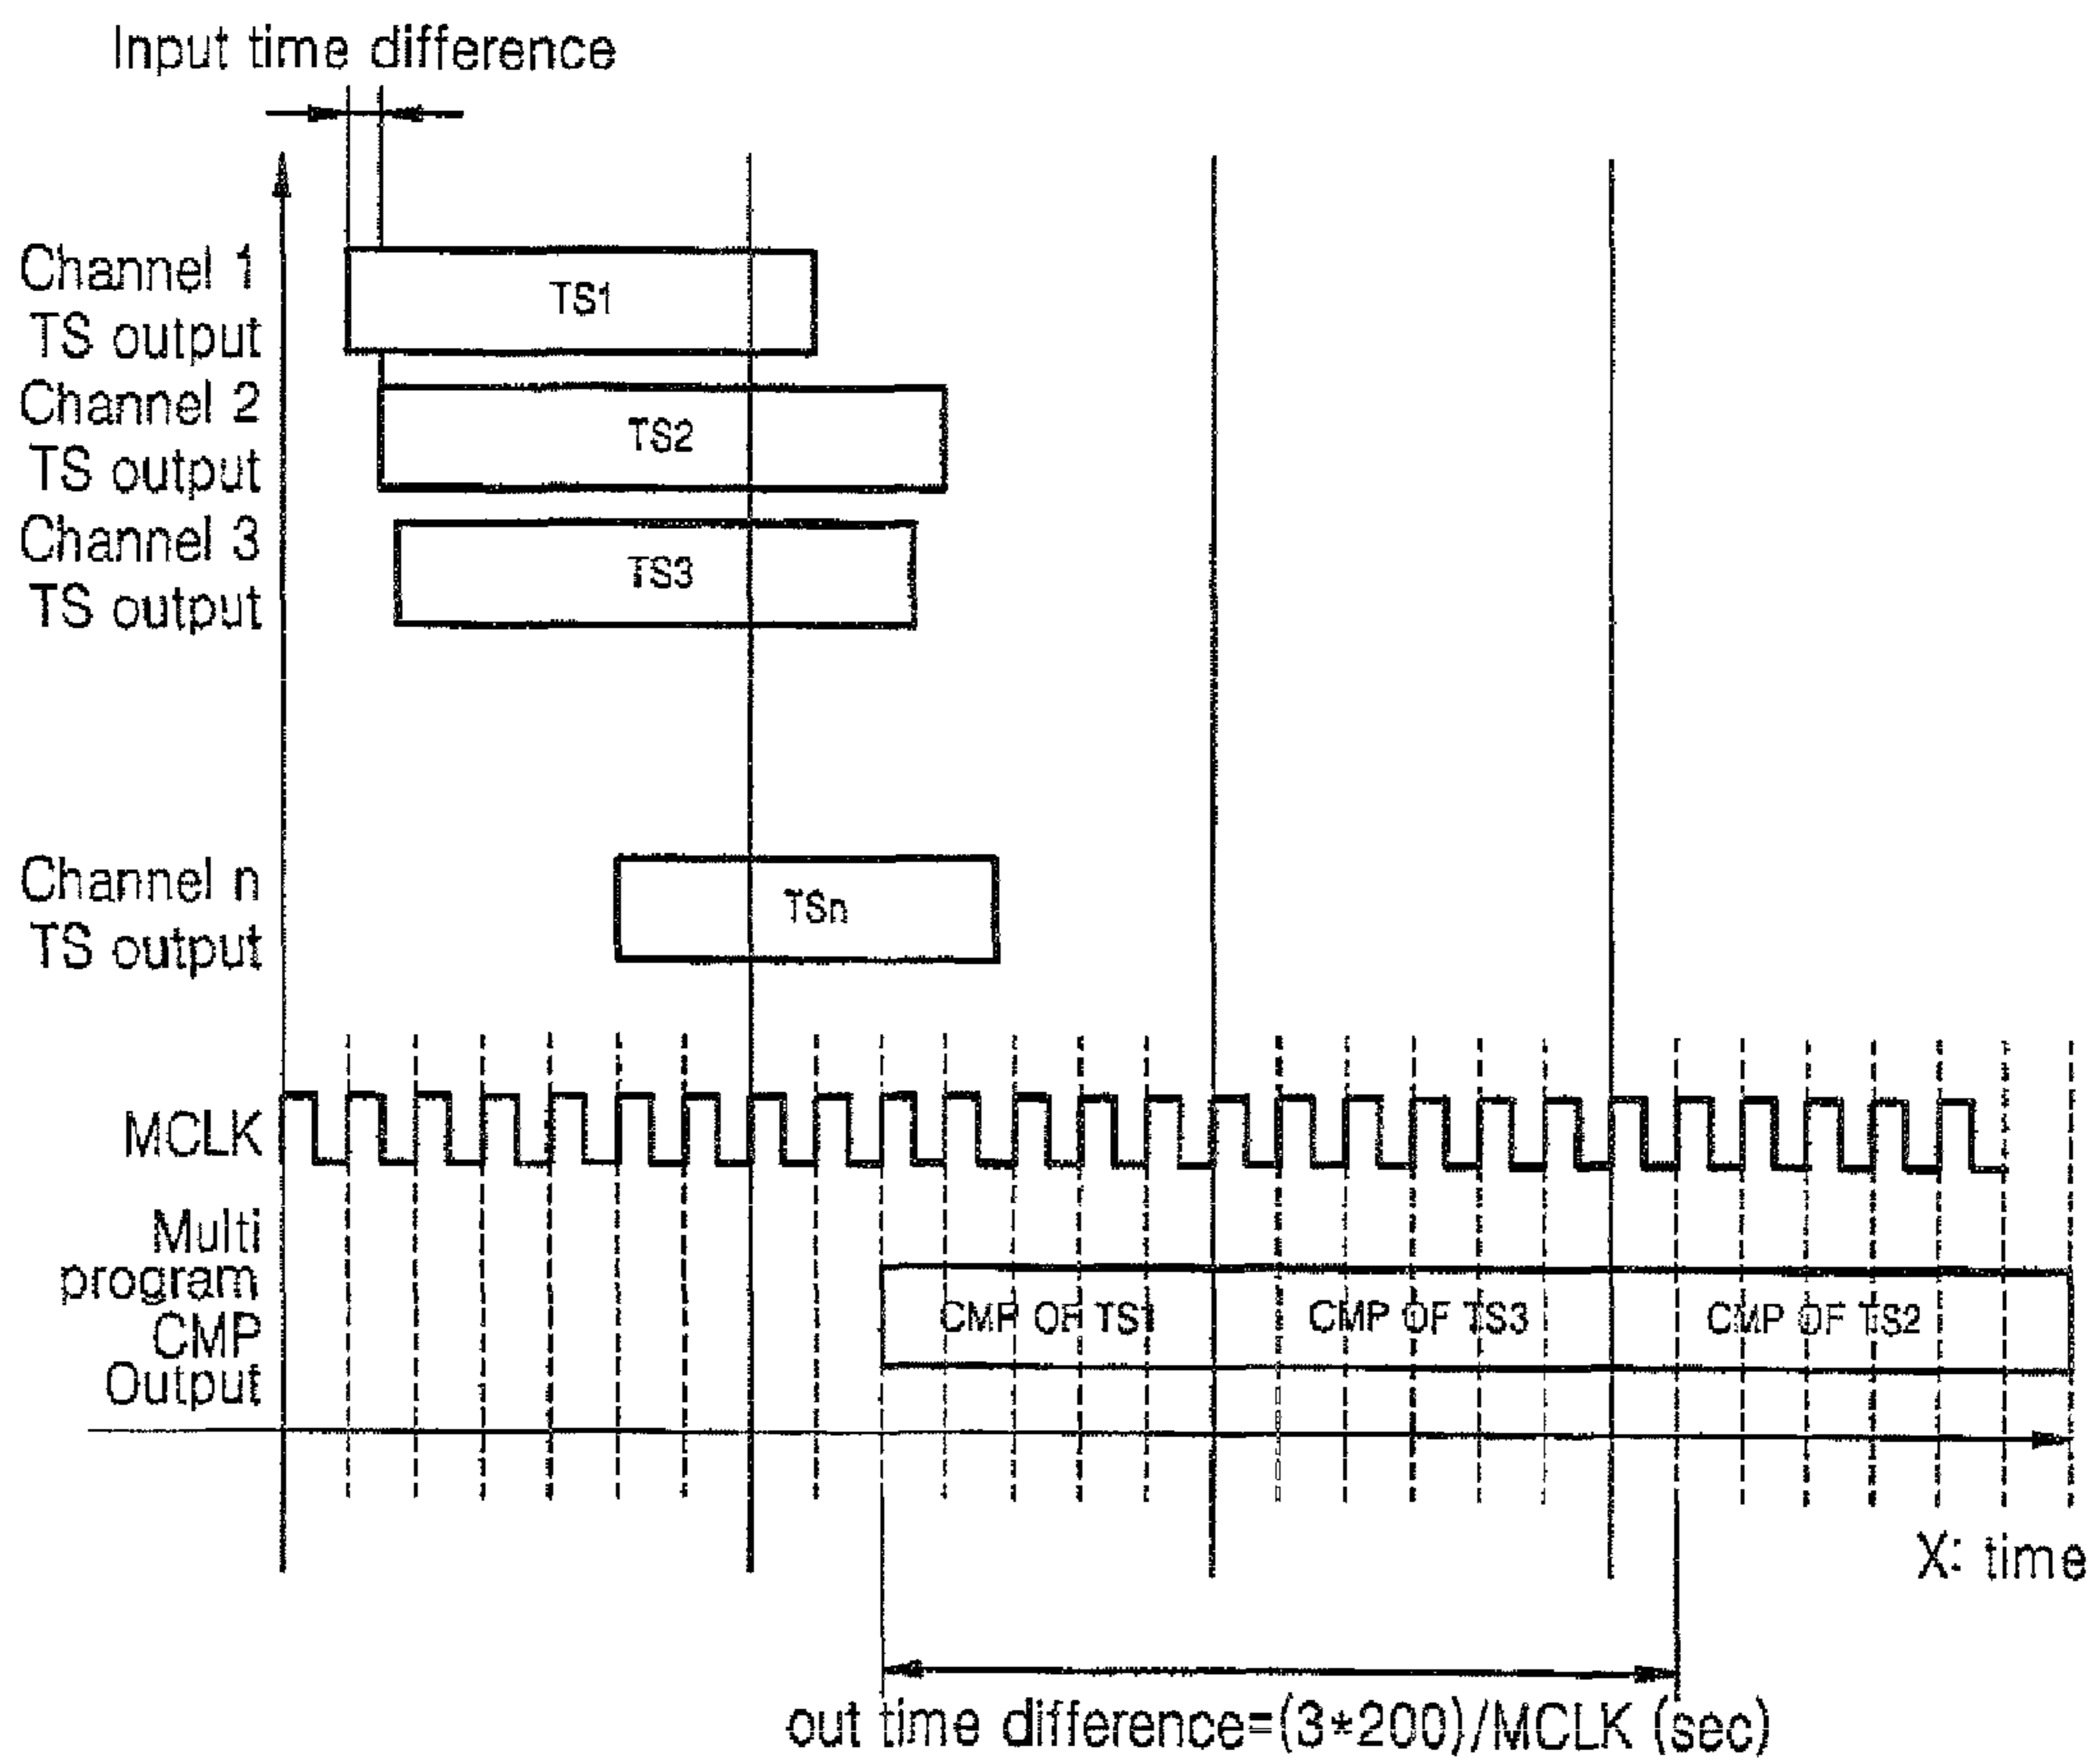 Input time difference
Channel 1
TS output
TS1
Channel 2
TS output
TS2
Channel 3
TS output
TS3
Channel n
TS output
TSn
MCLK
Multi
program
CMP
Output
CMP OF TS1
CMP OF TS3
CMP OF TS2
X: time
out time difference=(3*200)/MCLK (sec)